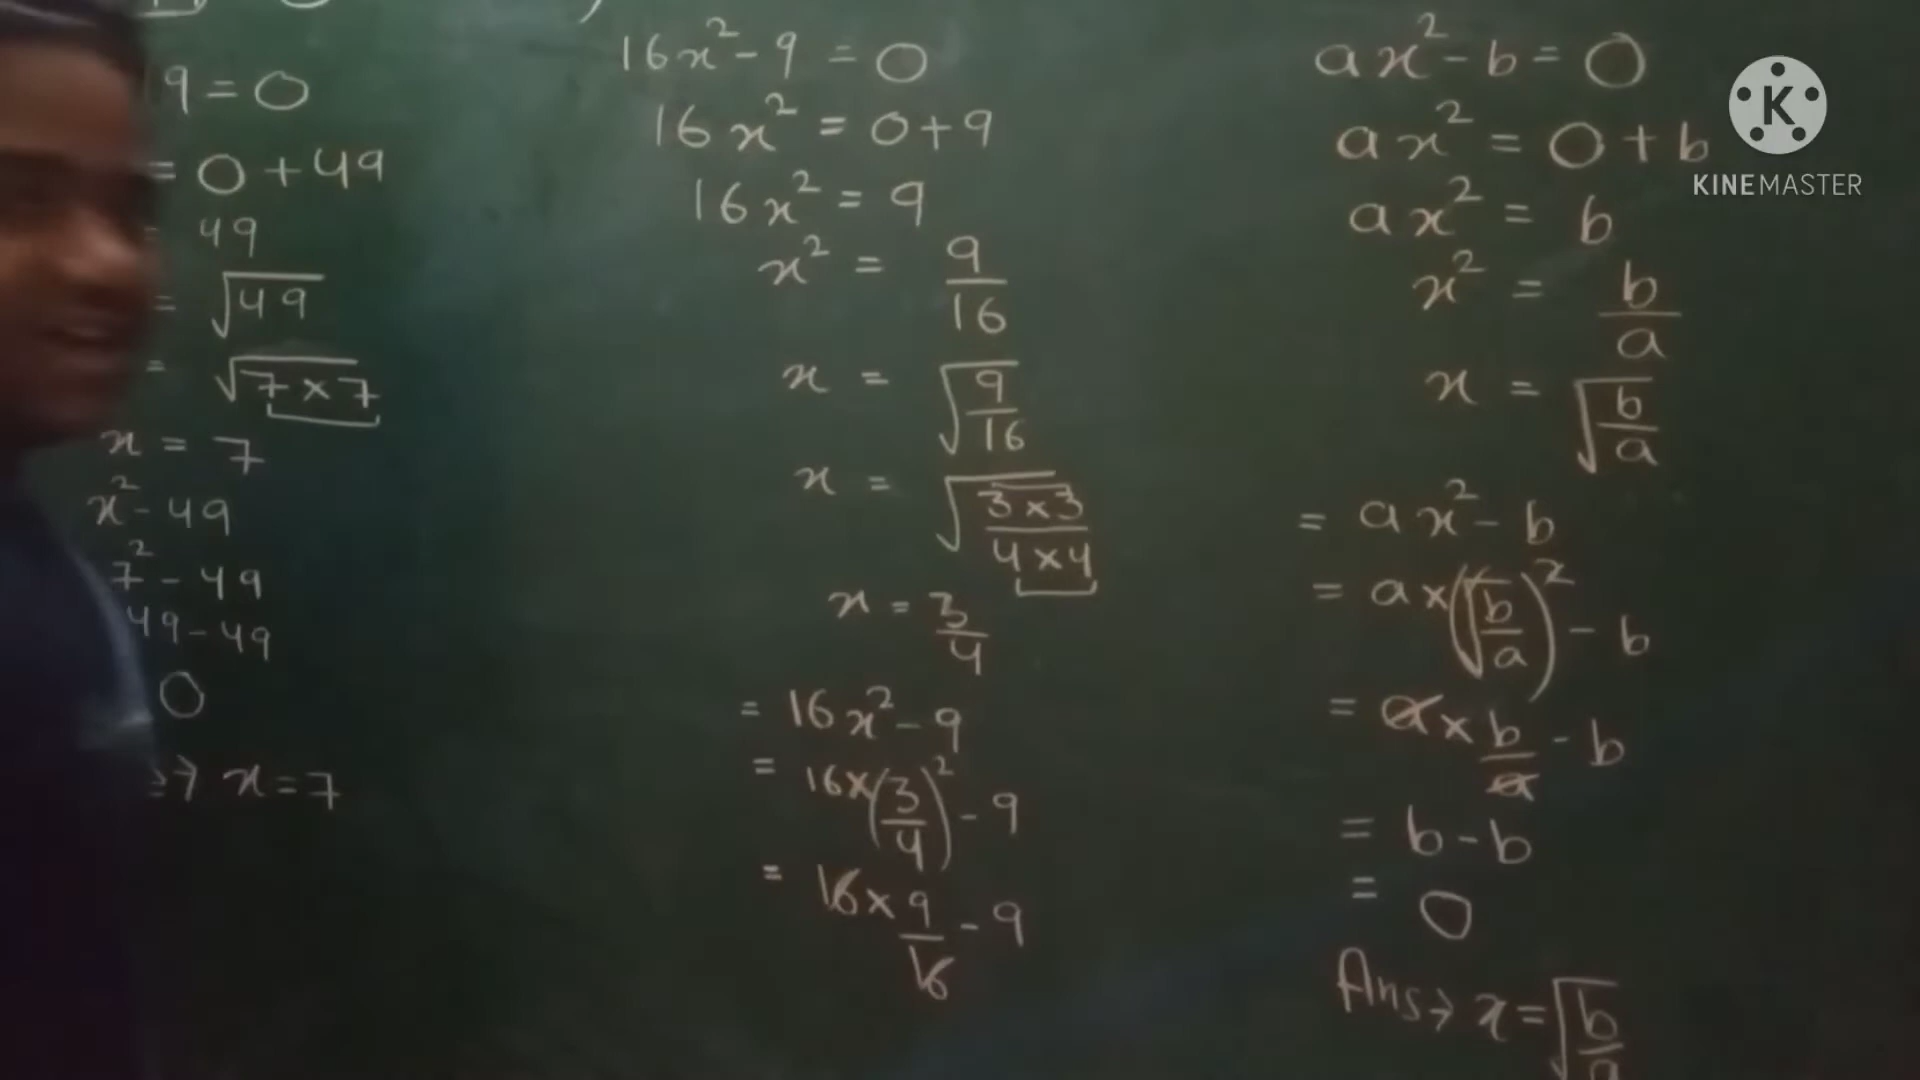 9 = 0
= 0 + 49
= 49
= √49
= √7 × 7
x = 7
x² - 49
7² - 49
49 - 49
0
x = 7
16x² - 9 = 0
16x² = 0 + 9
16x² = 9
x² = 9/16
x = √9/16
x = √3 × 3/4 × 4
x = 3/4
= 16x² - 9
= 16 × (3/4)² - 9
= 16 × 9/16 - 9
ax² - b = 0
ax² = 0 + b
ax² = b
x² = b/a
x = √b/a
= ax² - b
= a × (√b/a)² - b
= a × b/a - b
= b - b
= 0
Ans → x = √b/a
K
KINEMASTER